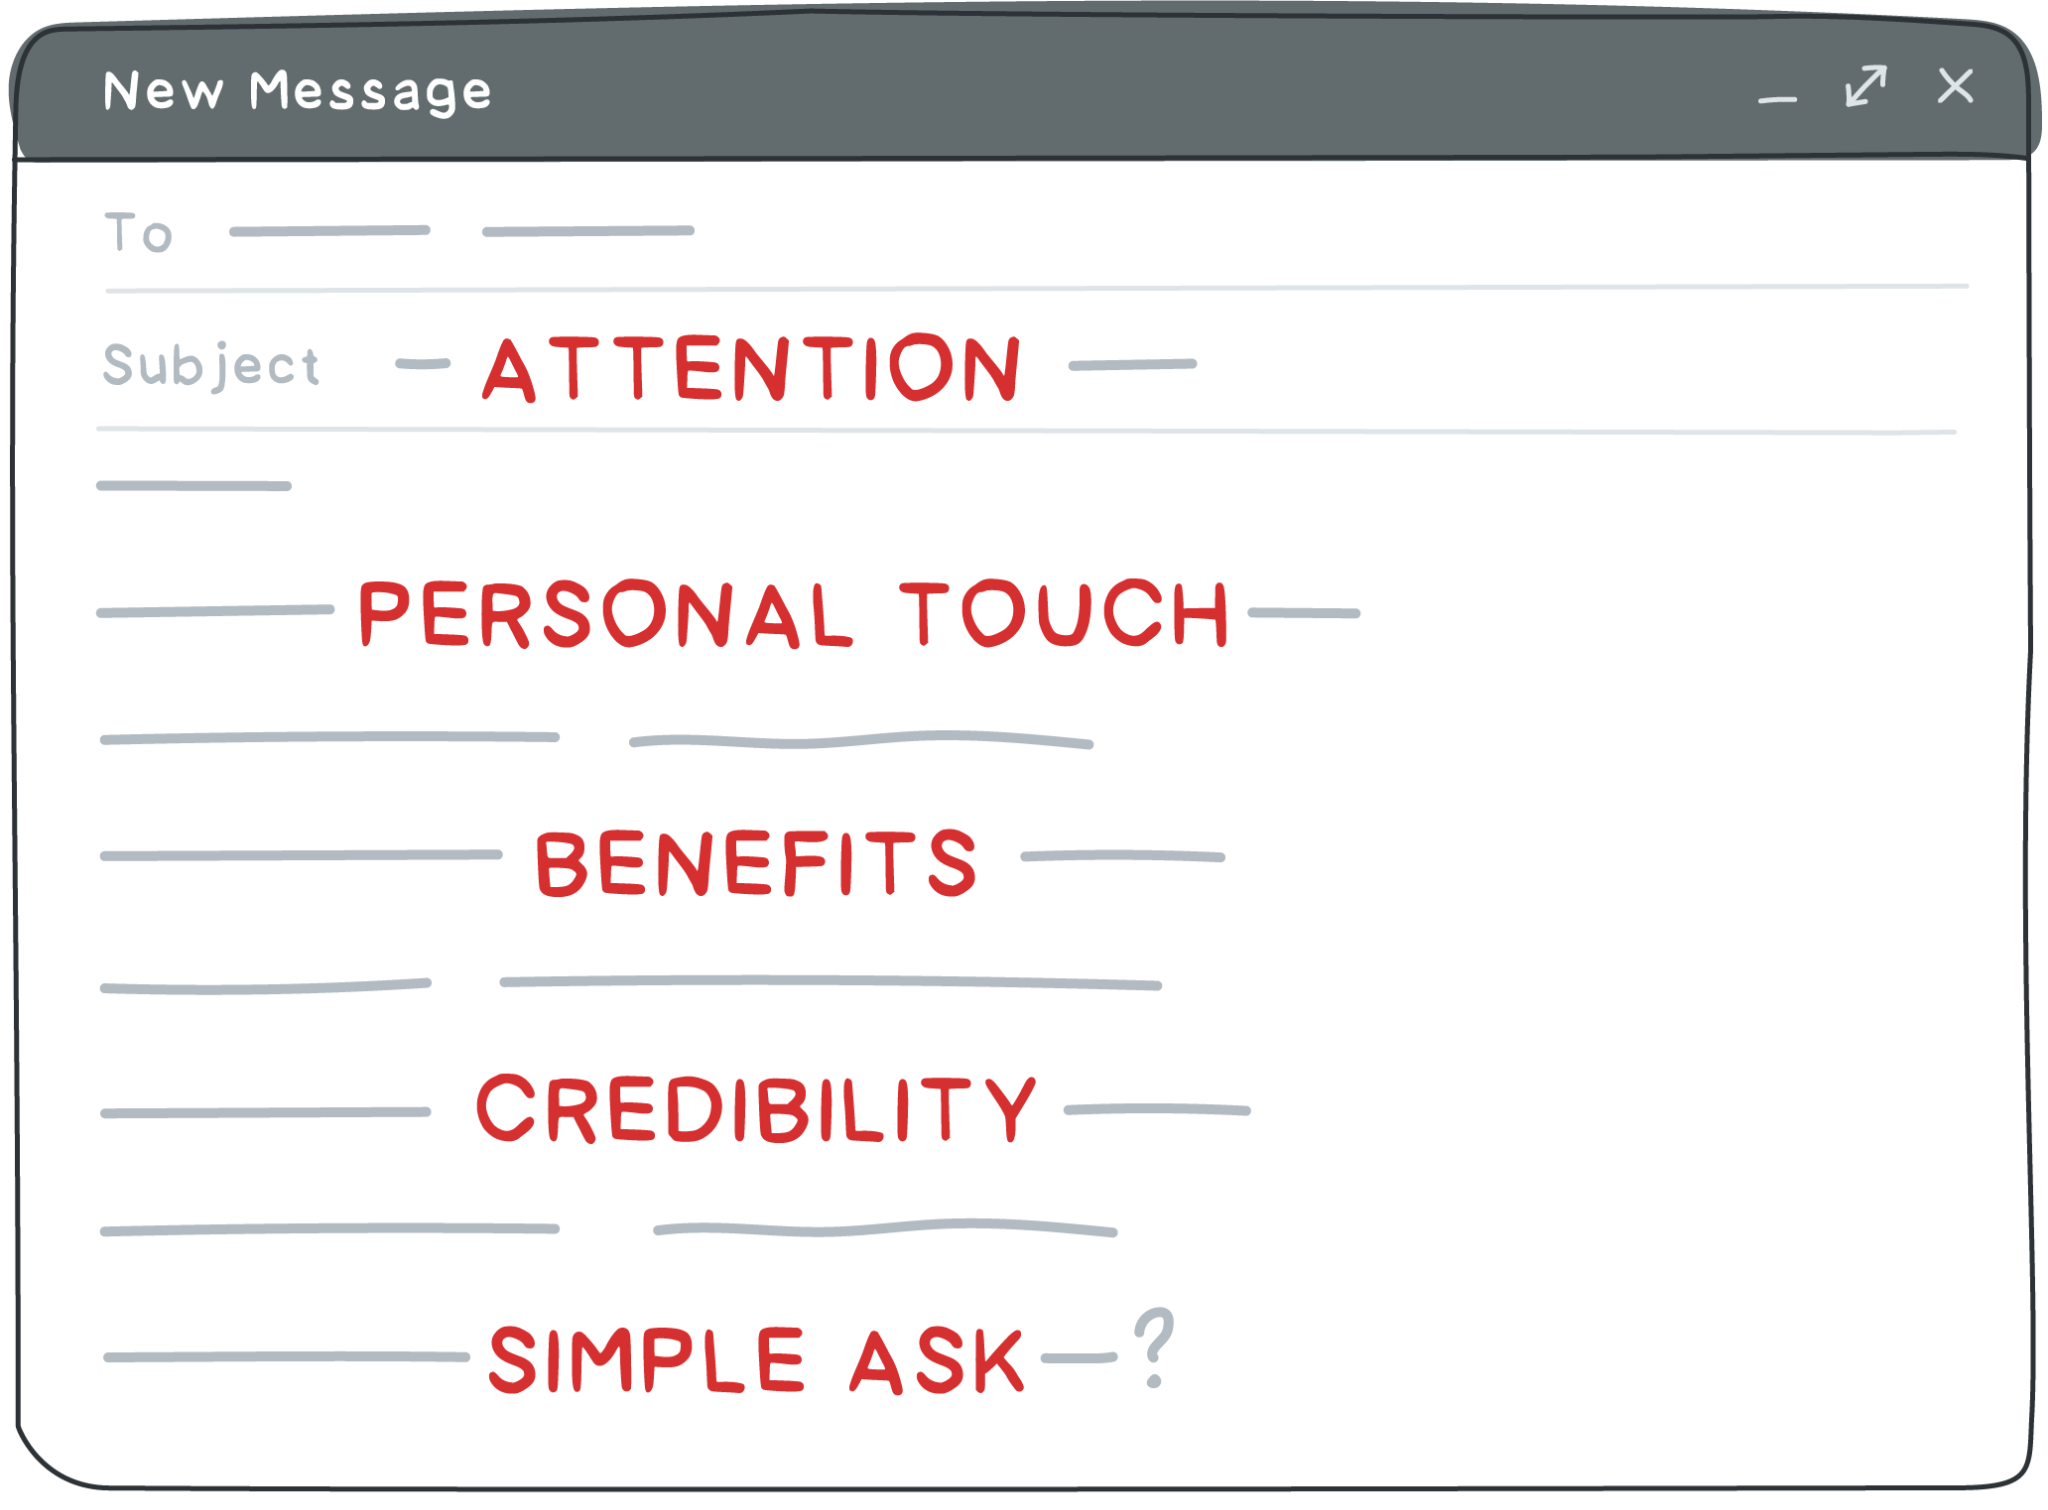 New Message
To
Subject ATTENTION
PERSONAL TOUCH
BENEFITS
CREDIBILITY
SIMPLE ASK ?